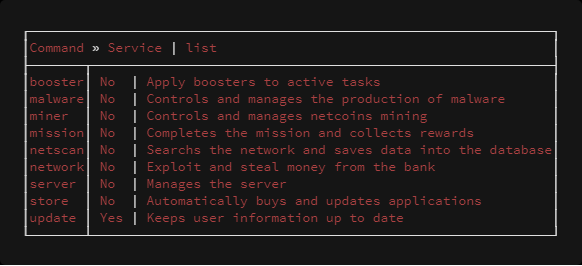 Command » Service | list
booster No | Apply boosters to active tasks
malware No | Controls and manages the production of malware
miner No | Controls and manages netcoins mining
mission No | Completes the mission and collects rewards
netscan No | Searchs the network and saves data into the database
network No | Exploit and steal money from the bank
server No | Manages the server
store No | Automatically buys and updates applications
update Yes | Keeps user information up to date